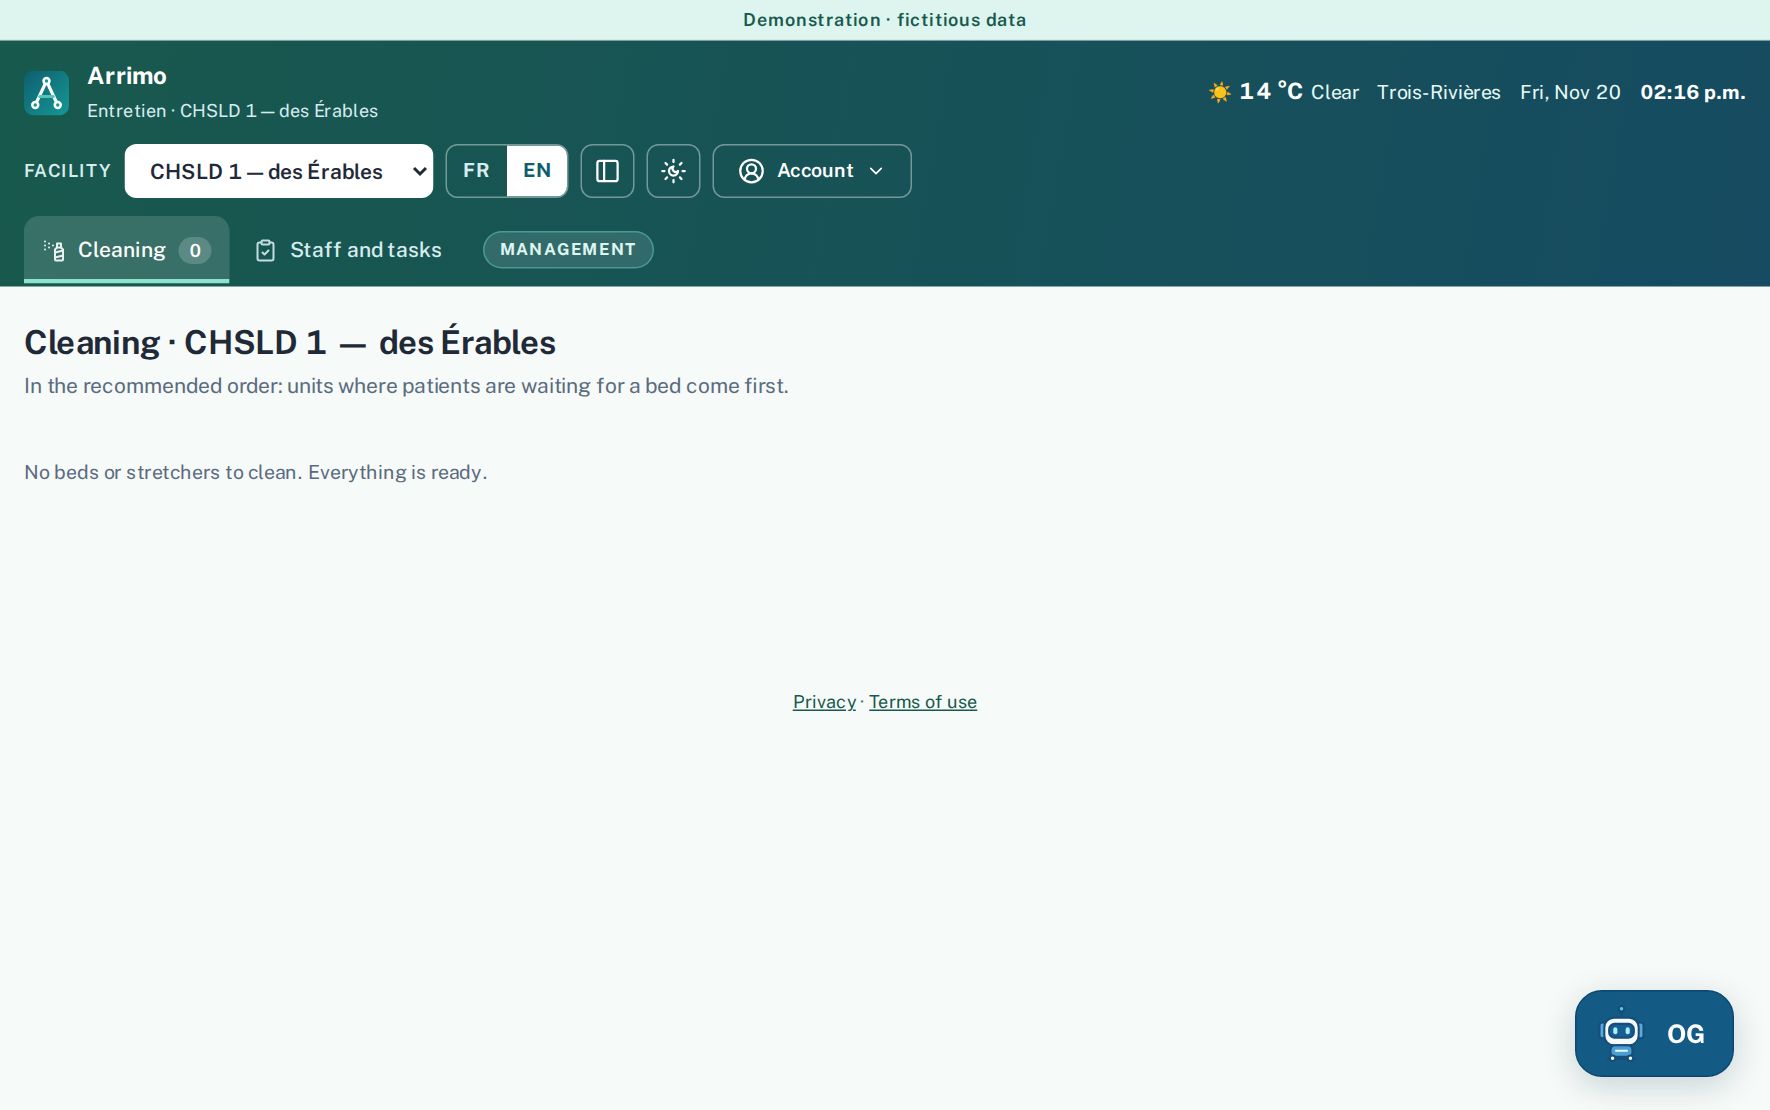 Demonstration · fictitious data
Arrimo
Entretien · CHSLD 1 — des Érables
14 °C Clear Trois-Rivières Fri, Nov 20 02:16 p.m.
FACILITY CHSLD 1 — des Érables FR EN Account
Cleaning 0 Staff and tasks MANAGEMENT
Cleaning · CHSLD 1 — des Érables
In the recommended order: units where patients are waiting for a bed come first.
No beds or stretchers to clean. Everything is ready.
Privacy · Terms of use
OG